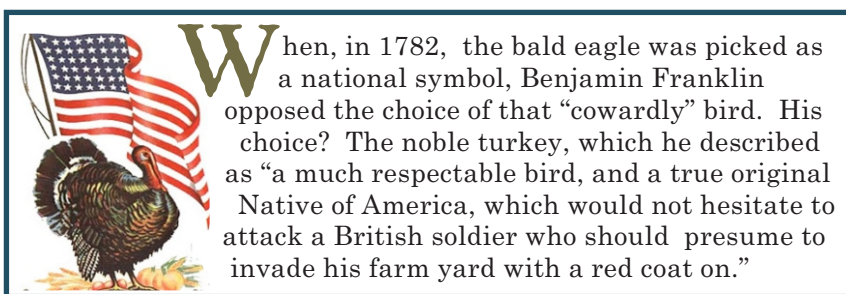 When, in 1782, the bald eagle was picked as
a national symbol, Benjamin Franklin
opposed the choice of that “cowardly” bird. His
choice? The noble turkey, which he described
as “a much respectable bird, and a true original
Native of America, which would not hesitate to
attack a British soldier who should presume to
invade his farm yard with a red coat on.”